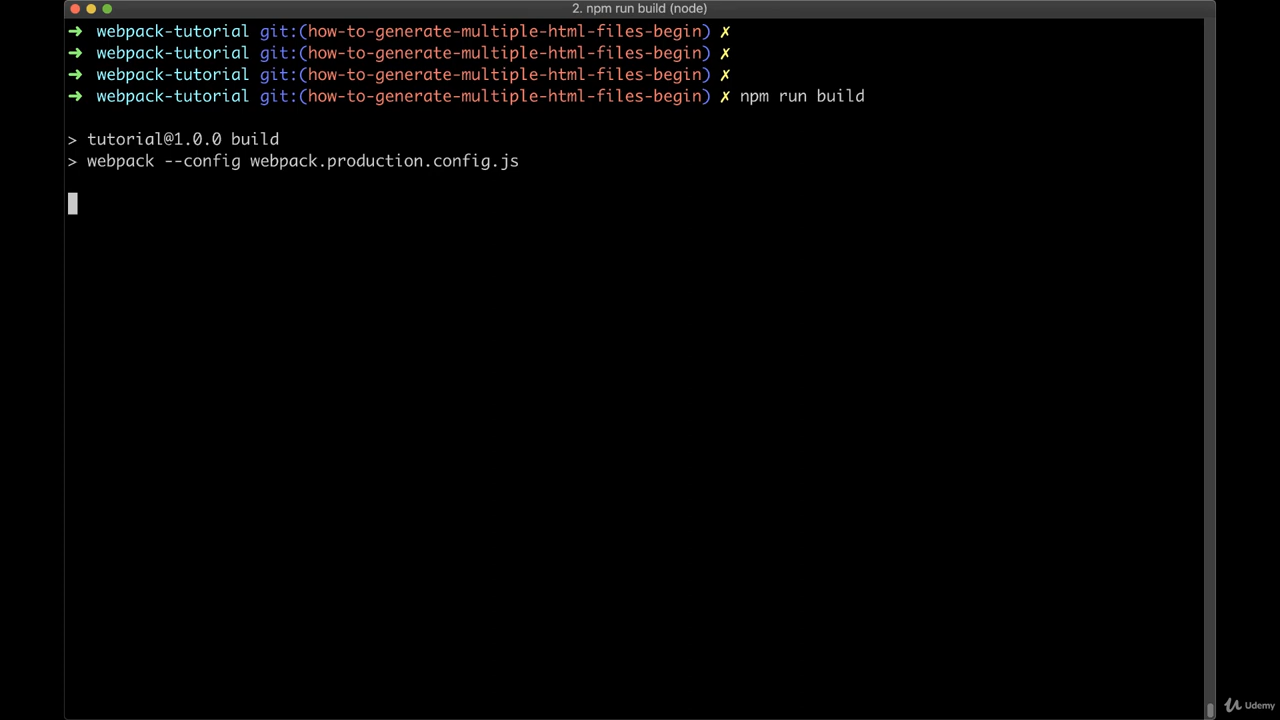 2. npm run build (node)
➜ webpack-tutorial git:(how-to-generate-multiple-html-files-begin) ✗
➜ webpack-tutorial git:(how-to-generate-multiple-html-files-begin) ✗
➜ webpack-tutorial git:(how-to-generate-multiple-html-files-begin) ✗
➜ webpack-tutorial git:(how-to-generate-multiple-html-files-begin) ✗ npm run build
> tutorial@1.0.0 build
> webpack --config webpack.production.config.js
Udemy